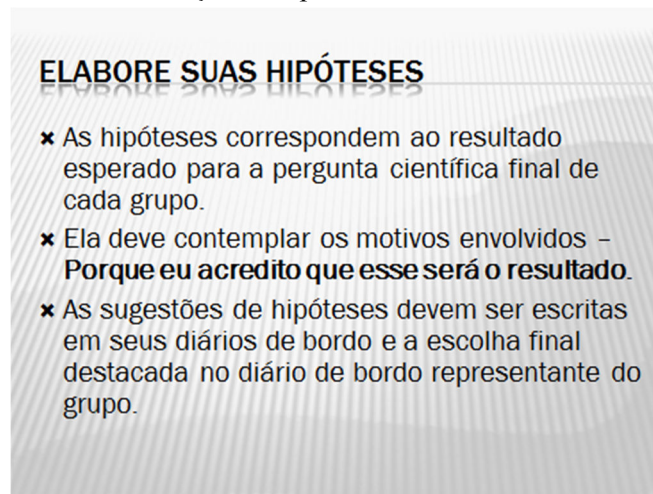 ELABORE SUAS HIPÓTESES
× As hipóteses correspondem ao resultado
esperado para a pergunta científica final de
cada grupo.
× Ela deve contemplar os motivos envolvidos –
Porque eu acredito que esse será o resultado.
× As sugestões de hipóteses devem ser escritas
em seus diários de bordo e a escolha final
destacada no diário de bordo representante do
grupo.